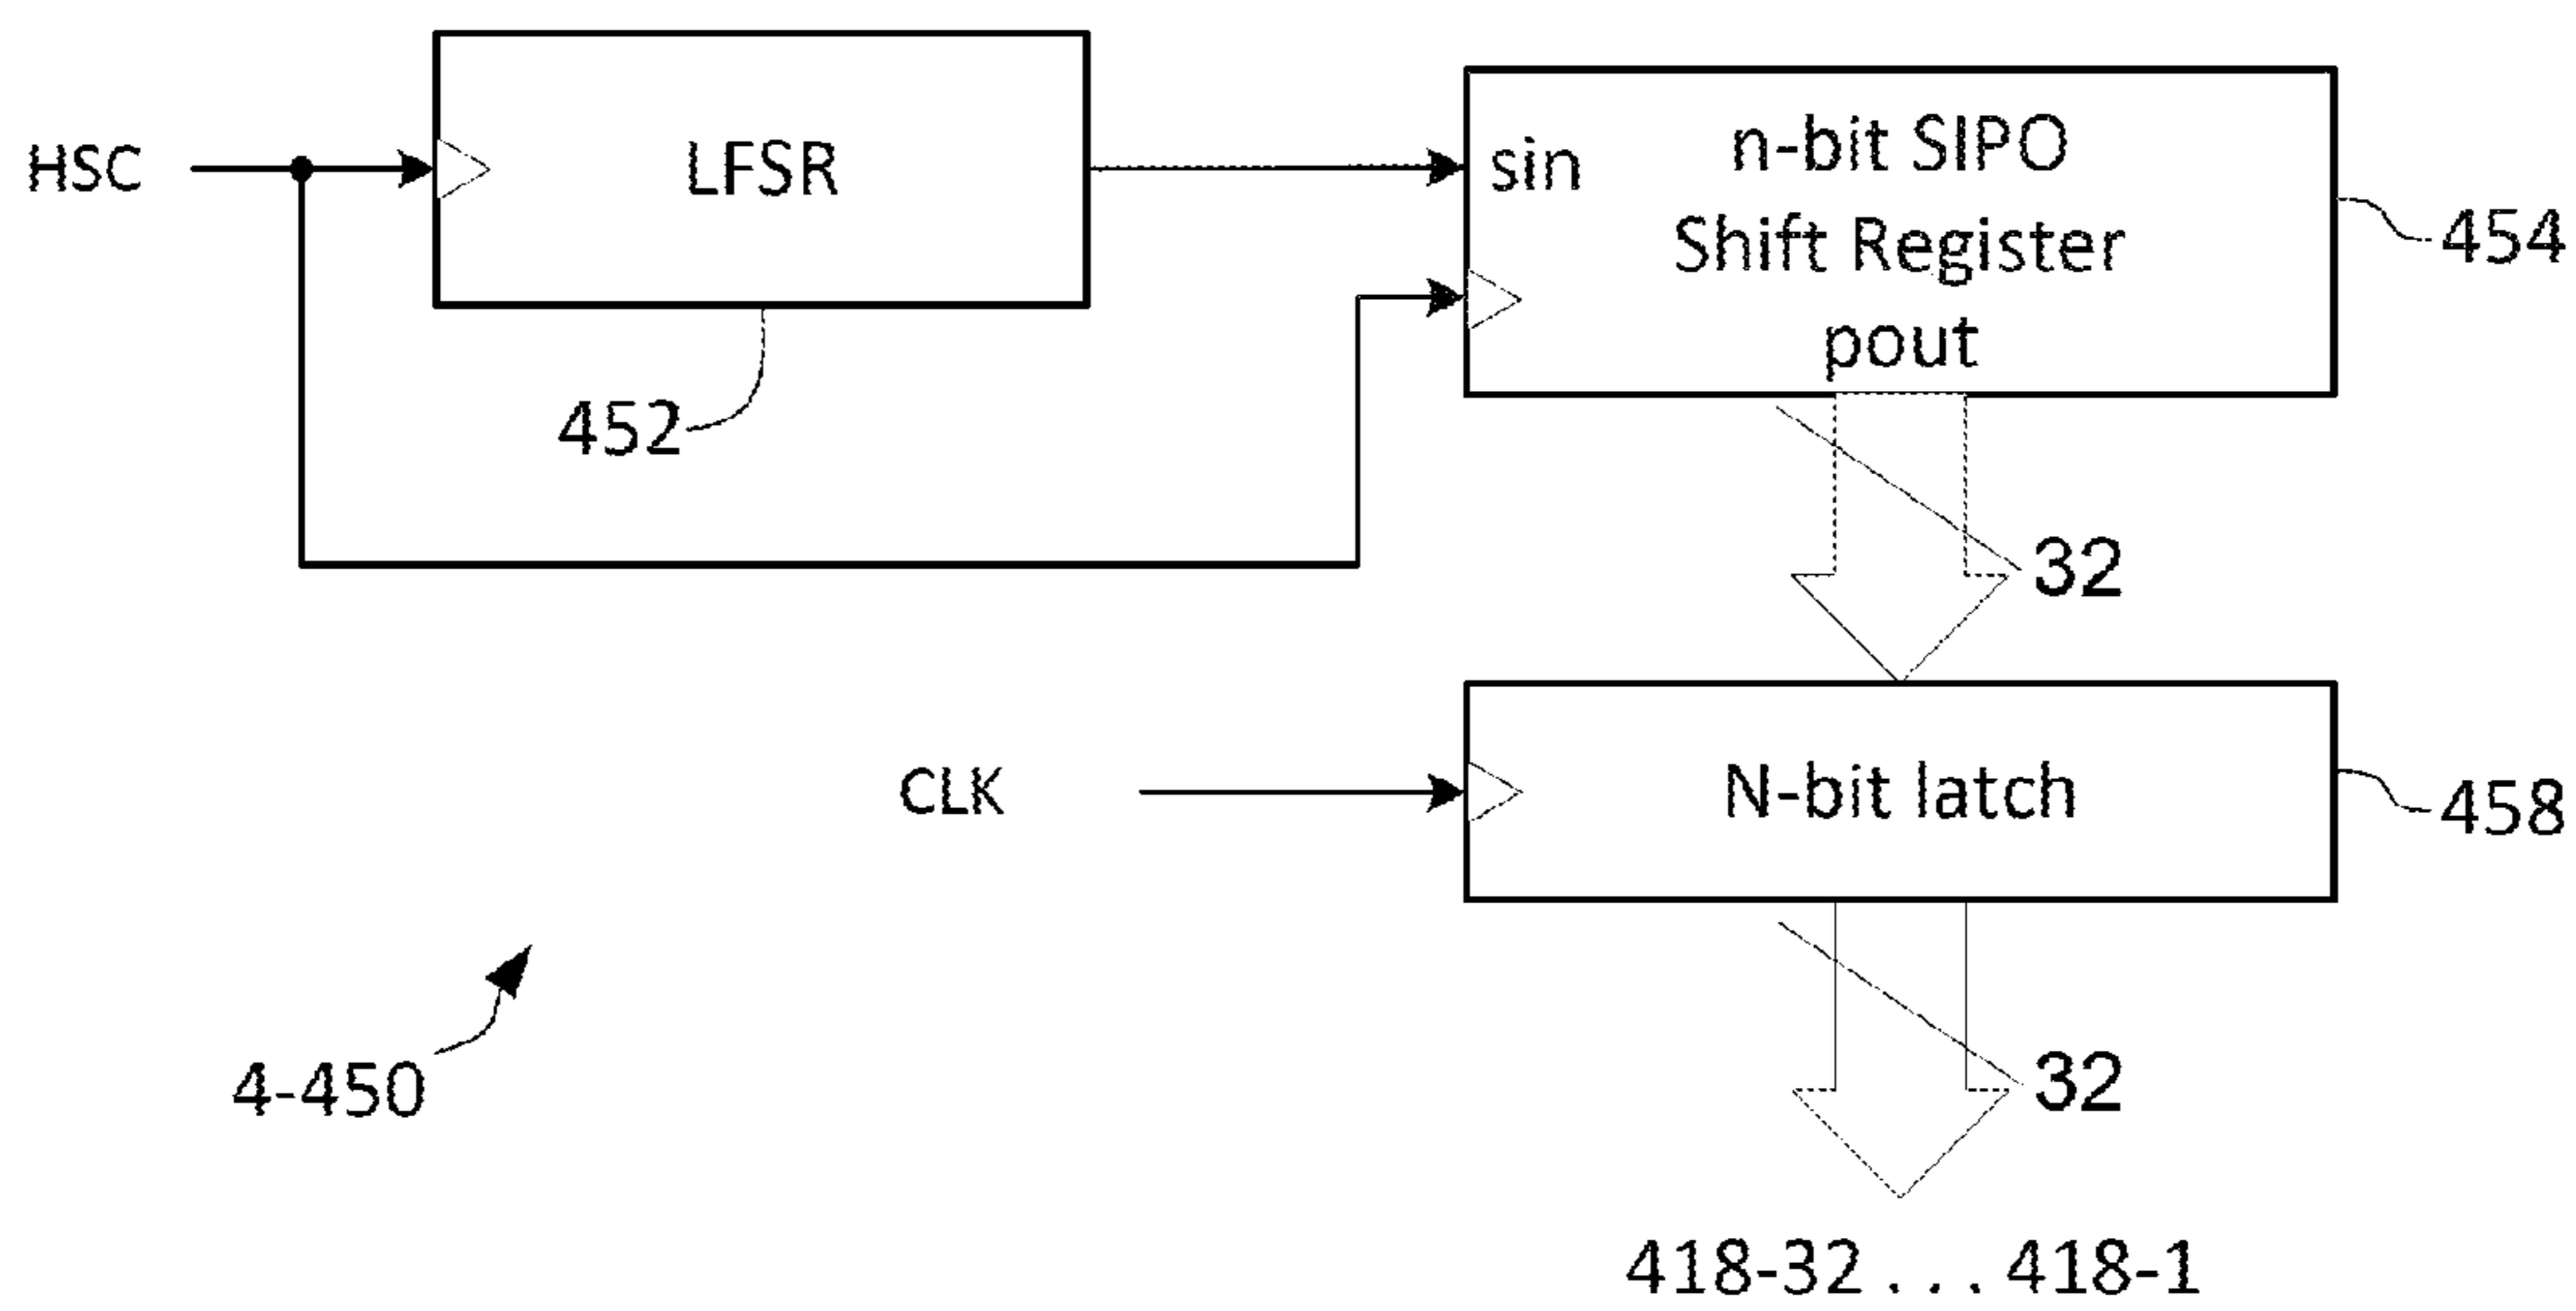 HSC
LFSR
sin
n-bit SIPO
Shift Register
pout
454
452
32
CLK
N-bit latch
458
4-450
32
418-32 . . . 418-1